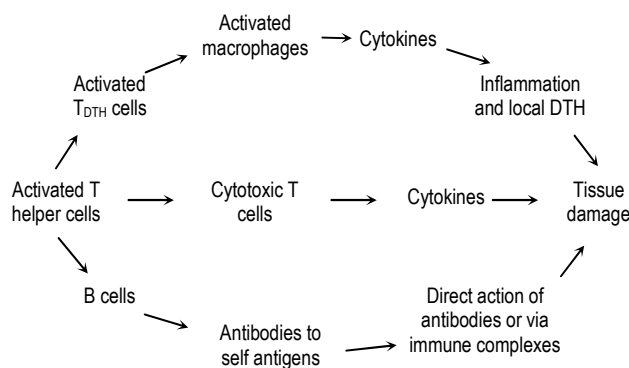 Activated
macrophages
Cytokines
Activated
TDTH cells
Inflammation
and local DTH
Activated T
helper cells
Cytotoxic T
cells
Cytokines
Tissue
damage
B cells
Antibodies to
self antigens
Direct action of
antibodies or via
immune complexes